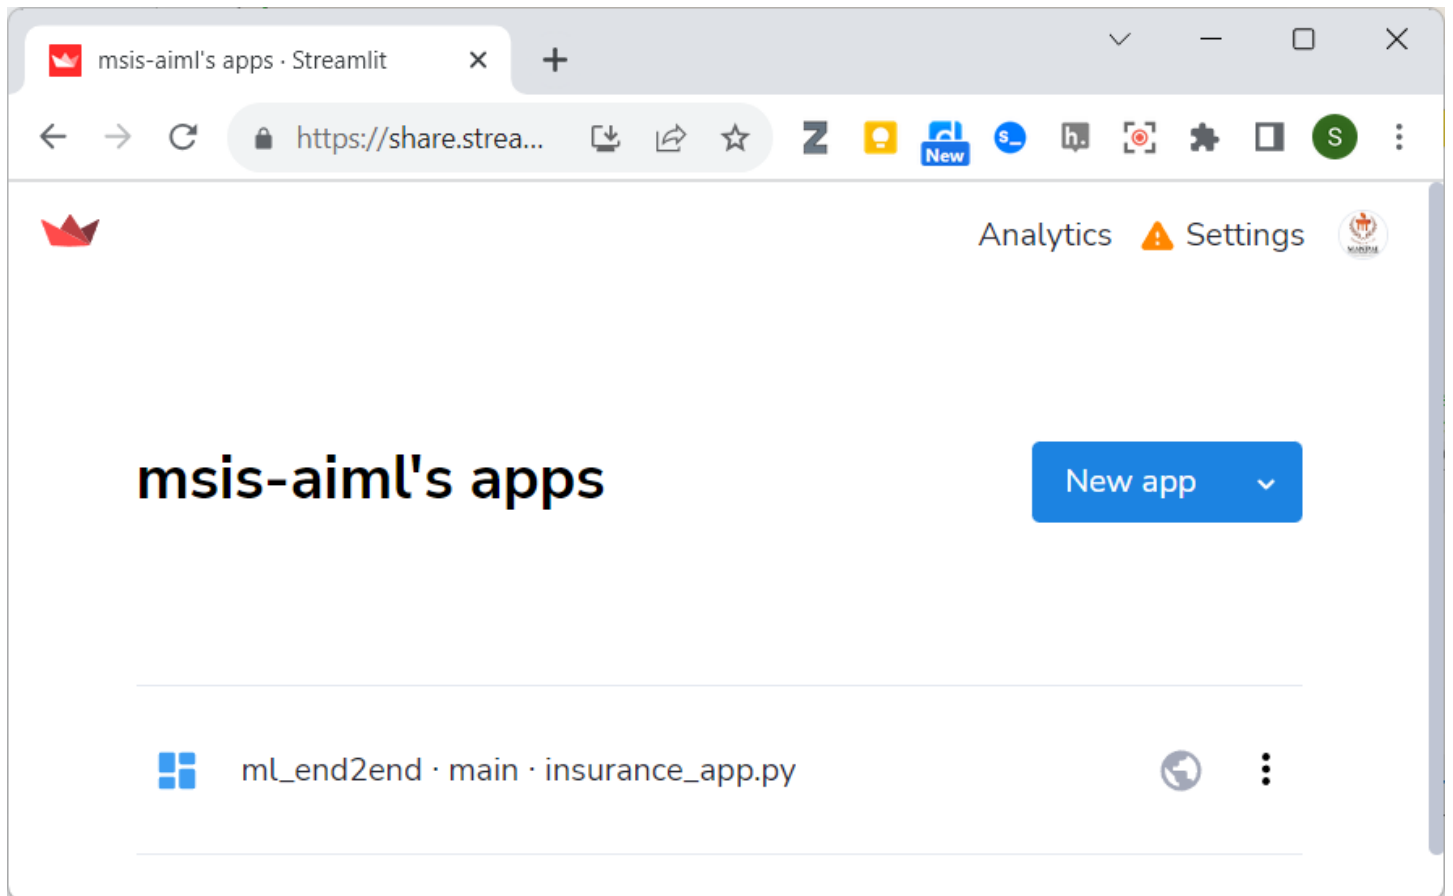 msis-aiml's apps · Streamlit
https://share.strea...
Z
New
s_
h.
S
Analytics
Settings
msis-aiml's apps
New app
ml_end2end · main · insurance_app.py